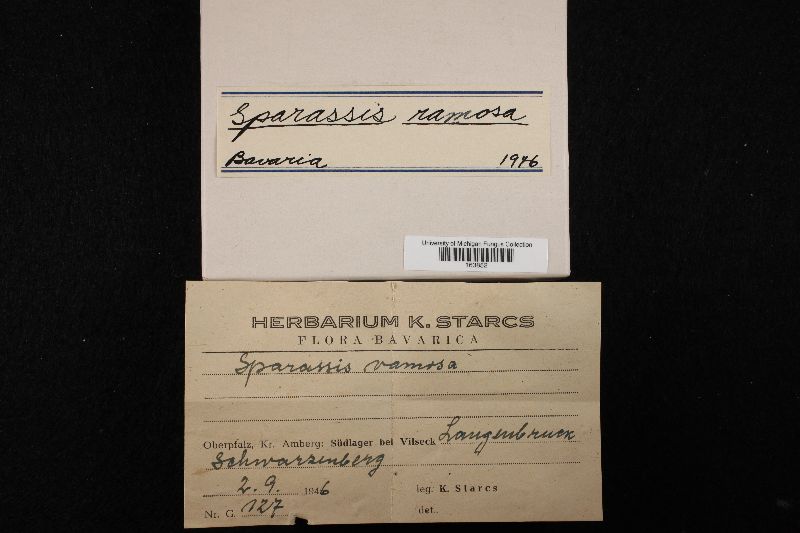 Sparassis ramosa
Bavaria 1946
University of Michigan Fungus Collection
163852
HERBARIUM K. STARCS
FLORA BAVARICA
Sparassis ramosa
Oberpfalz, Kr. Amberg: Südlager bei Vilseck Langenbruck
Schwarzenberg
2. 9. 1946 leg. K. Starcs
Nr. G. 127 det.